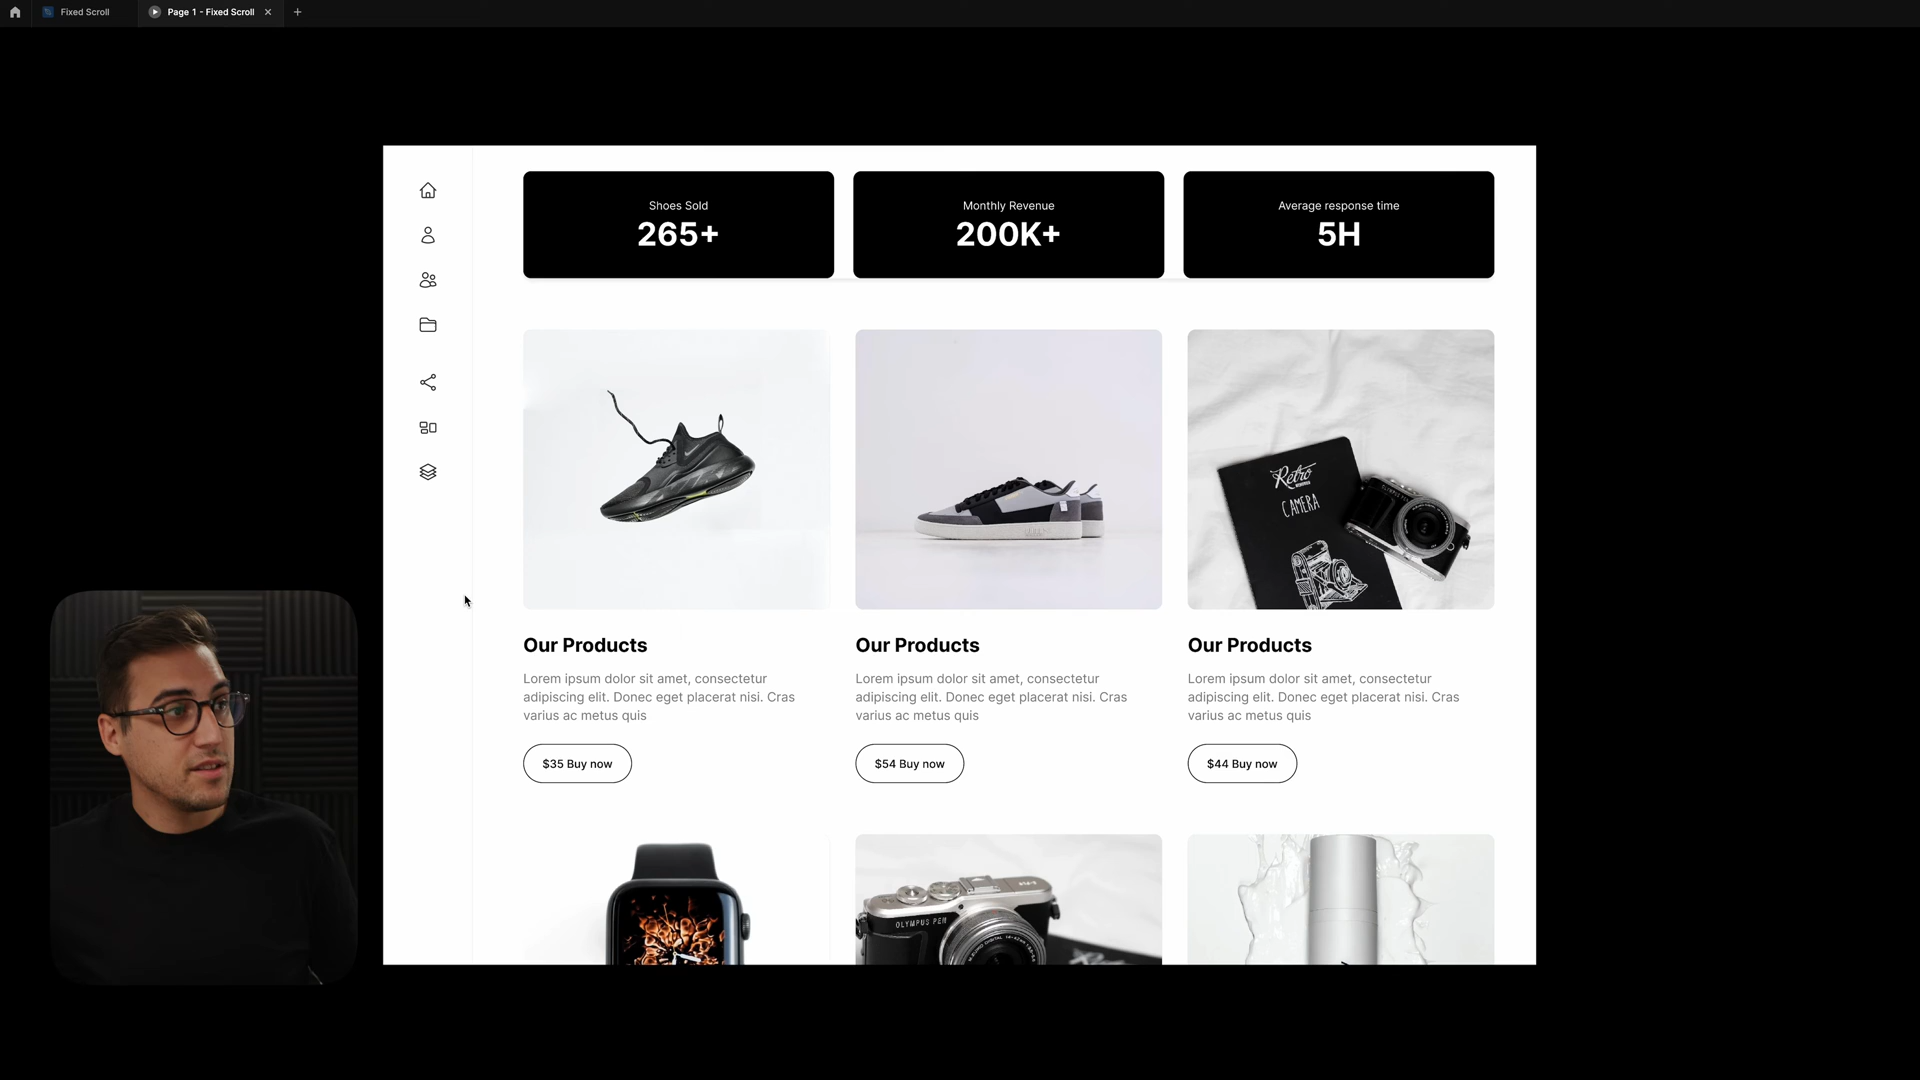 Fixed Scroll
Page 1 - Fixed Scroll
Shoes Sold
265+
Monthly Revenue
200K+
Average response time
5H
Retro
CAMERA
Our Products
Lorem ipsum dolor sit amet, consectetur
adipiscing elit. Donec eget placerat nisi. Cras
varius ac metus quis
$35 Buy now
Our Products
Lorem ipsum dolor sit amet, consectetur
adipiscing elit. Donec eget placerat nisi. Cras
varius ac metus quis
$54 Buy now
Our Products
Lorem ipsum dolor sit amet, consectetur
adipiscing elit. Donec eget placerat nisi. Cras
varius ac metus quis
$44 Buy now
OLYMPUS PEN